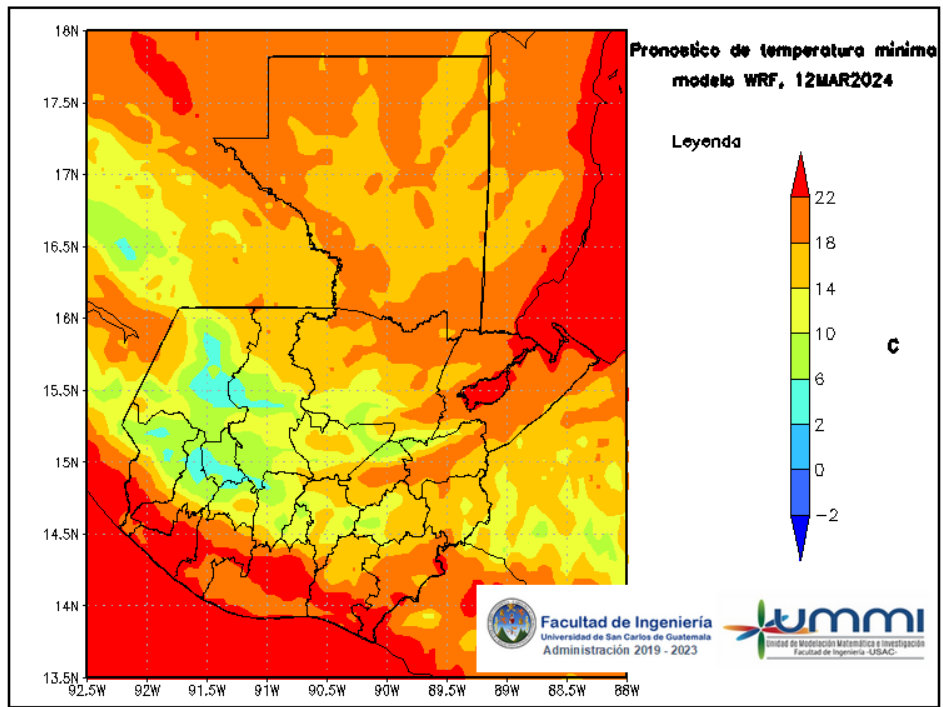 Pronostico de temperatura minima
modelo WRF, 12MAR2024
Leyenda
22
18
14
10
6
2
0
−2
C
18N
17.5N
17N
16.5N
16N
15.5N
15N
14.5N
14N
13.5N
92.5W 92W 91.5W 91W 90.5W 90W 89.5W 89W 88.5W 88W
Facultad de Ingeniería
Universidad de San Carlos de Guatemala
Administración 2019 - 2023
ummi
Unidad de Modelación Matemática e Investigación
Facultad de Ingeniería -USAC-